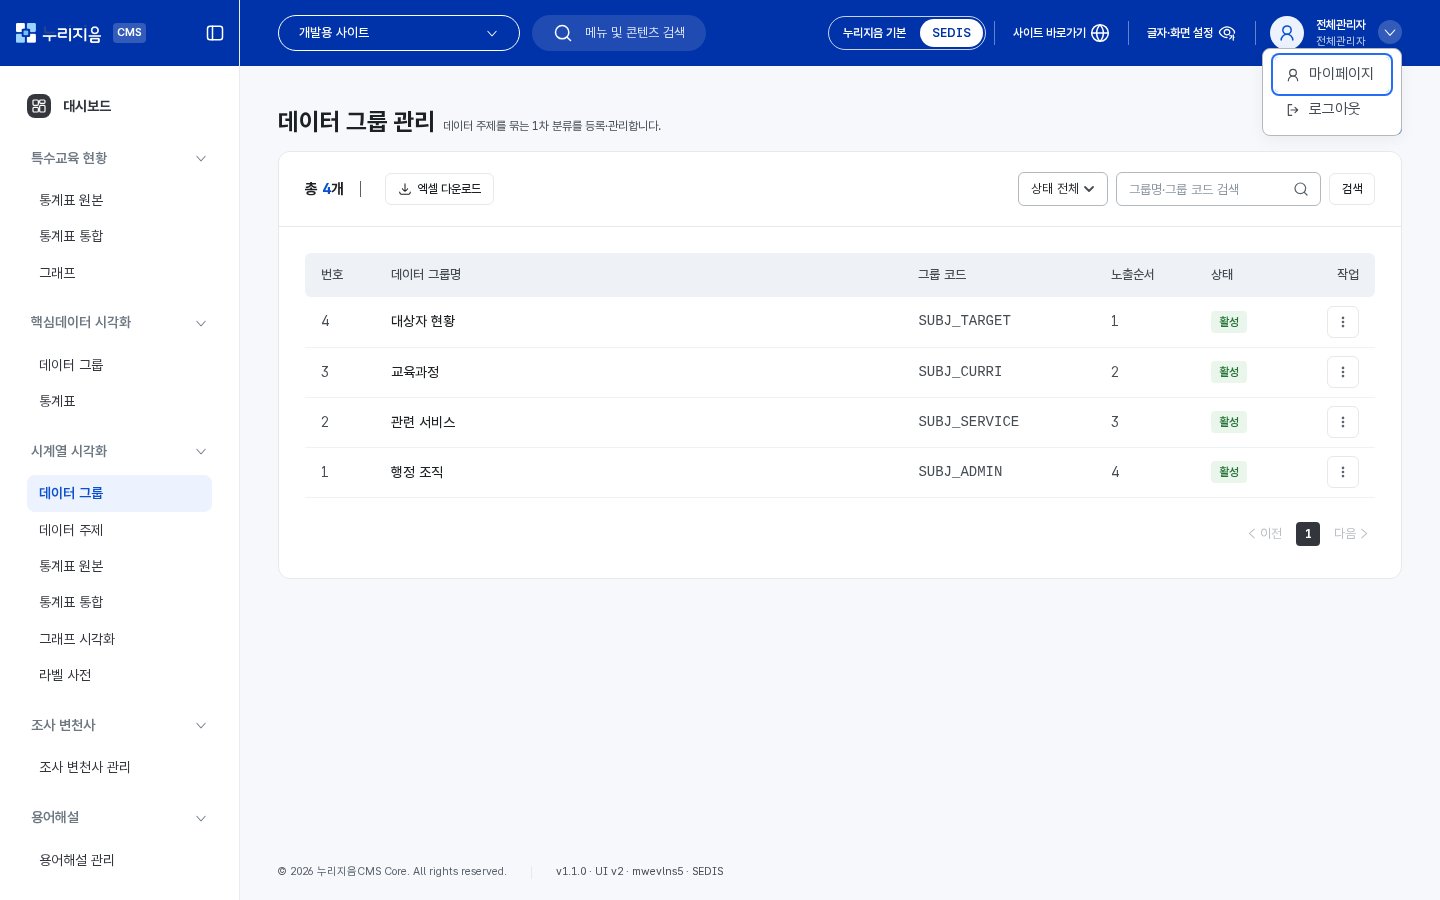 누리지음 CMS
개발용 사이트
메뉴 및 콘텐츠 검색
누리지음 기본
SEDIS
사이트 바로가기
글자·화면 설정
전체관리자
전체관리자
마이페이지
로그아웃
대시보드
특수교육 현황
통계표 원본
통계표 통합
그래프
핵심데이터 시각화
데이터 그룹
통계표
시계열 시각화
데이터 그룹
데이터 주제
통계표 원본
통계표 통합
그래프 시각화
라벨 사전
조사 변천사
조사 변천사 관리
용어해설
용어해설 관리
데이터 그룹 관리 데이터 주제를 묶는 1차 분류를 등록·관리합니다.
총 4개
엑셀 다운로드
상태 전체
그룹명·그룹 코드 검색
검색
번호 데이터 그룹명 그룹 코드 노출순서 상태 작업
4 대상자 현황 SUBJ_TARGET 1 활성
3 교육과정 SUBJ_CURRI 2 활성
2 관련 서비스 SUBJ_SERVICE 3 활성
1 행정 조직 SUBJ_ADMIN 4 활성
이전 1 다음
© 2026 누리지음CMS Core. All rights reserved.
v1.1.0 · UI v2 · mwevlns5 · SEDIS